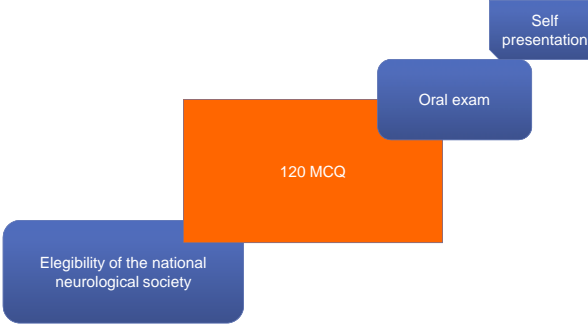 Self
presentation
Oral exam
120 MCQ
Elegibility of the national
neurological society